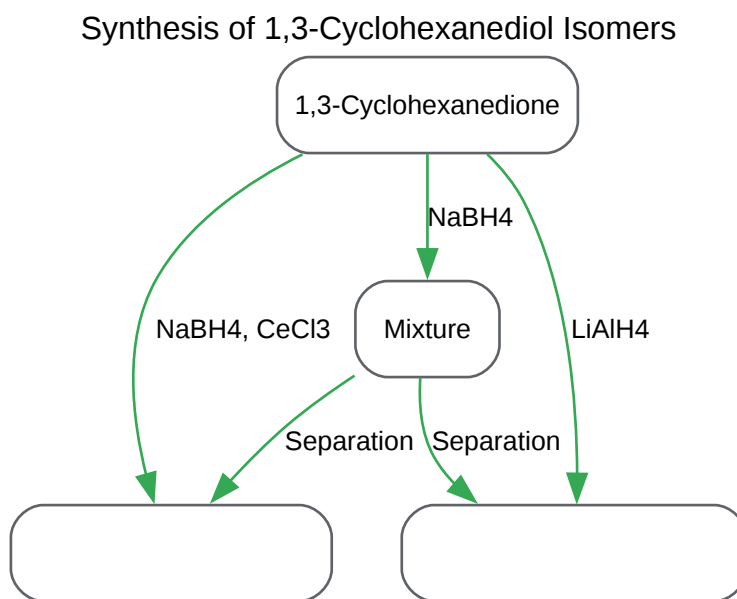 Synthesis of 1,3-Cyclohexanediol Isomers
1,3-Cyclohexanedione
NaBH4
NaBH4, CeCl3
Mixture
LiAlH4
Separation
Separation